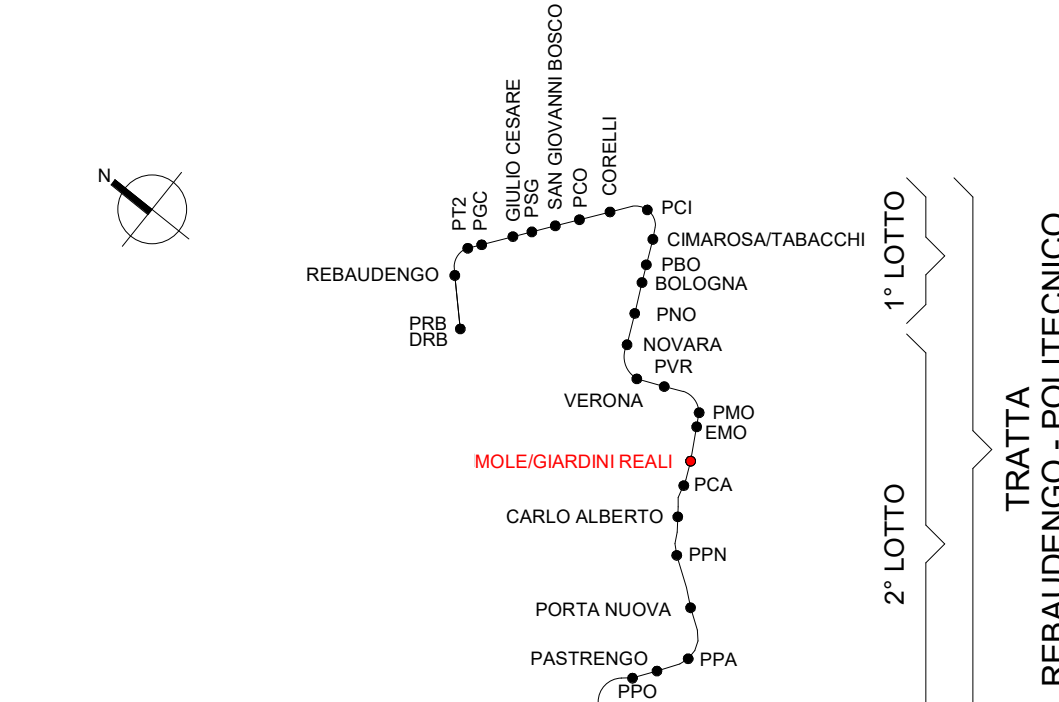 N
PT2
PGC
GIULIO CESARE
PSG
SAN GIOVANNI BOSCO
PCO
CORELLI
PCI
CIMAROSA/TABACCHI
REBAUDENGO
PBO
BOLOGNA
PRB
DRB
PNO
NOVARA
PVR
VERONA
PMO
EMO
MOLE/GIARDINI REALI
PCA
CARLO ALBERTO
PPN
PORTA NUOVA
PASTRENGO
PPA
PPO
1° LOTTO
2° LOTTO
TRATTA
REBAUDENGO - POLITECNICO